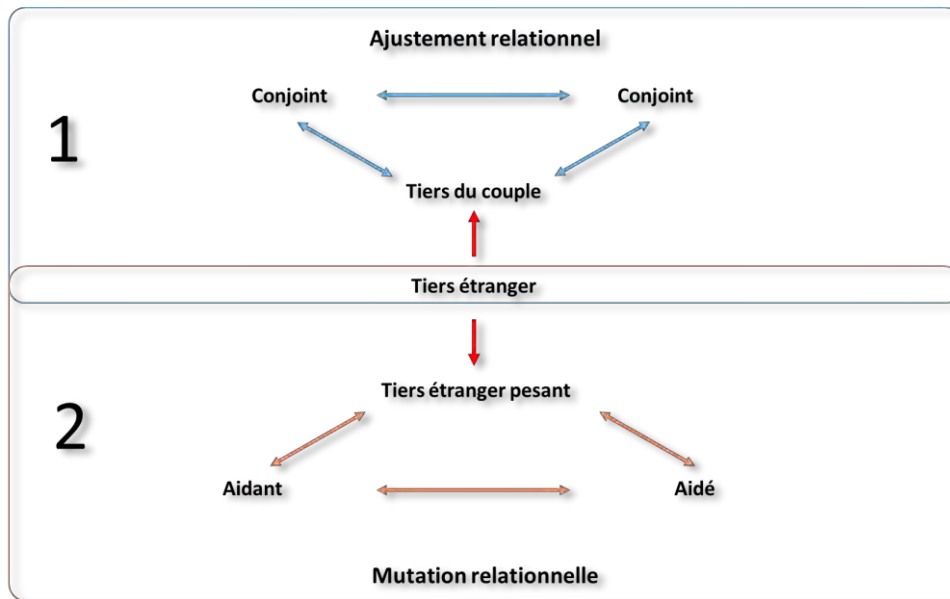 Ajustement relationnel
Conjoint
Conjoint
1
Tiers du couple
Tiers étranger
Tiers étranger pesant
2
Aidant
Aidé
Mutation relationnelle